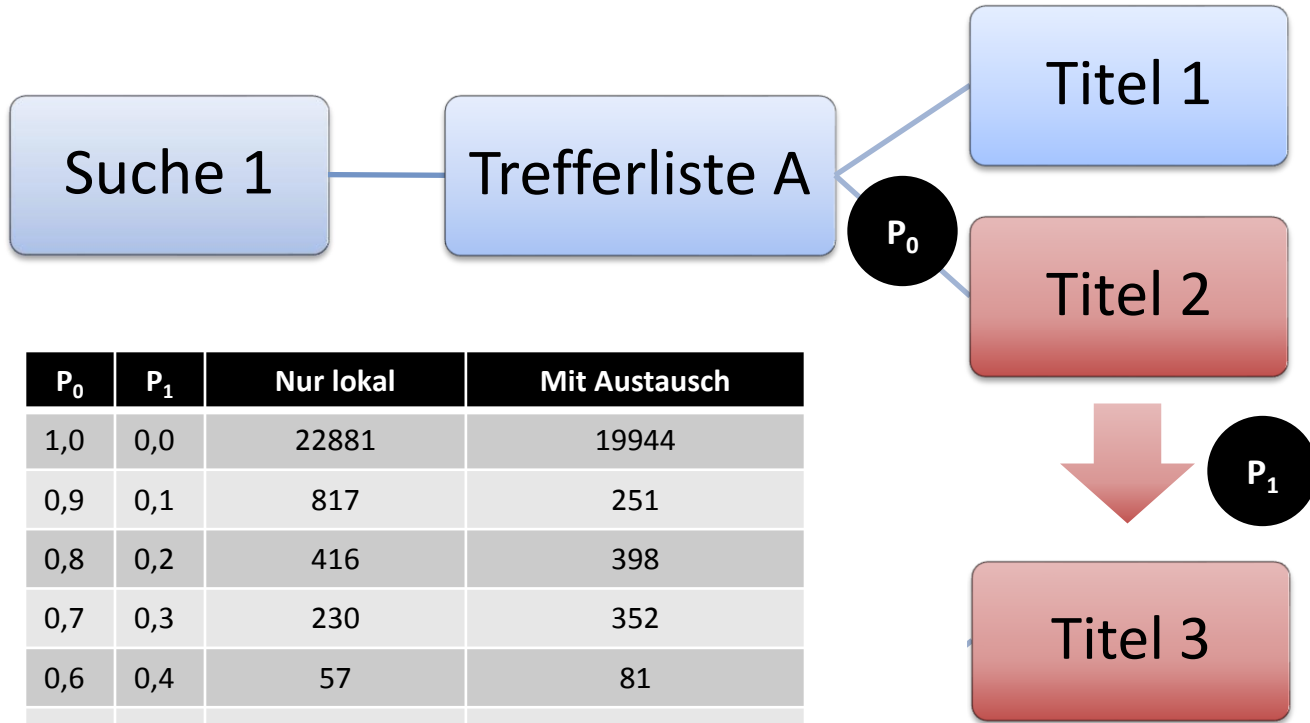 Titel 1
Suche 1
Trefferliste A
P₀
Titel 2
P₀ P₁ Nur lokal Mit Austausch
1,0 0,0 22881 19944
0,9 0,1 817 251
0,8 0,2 416 398
0,7 0,3 230 352
0,6 0,4 57 81
P₁
Titel 3